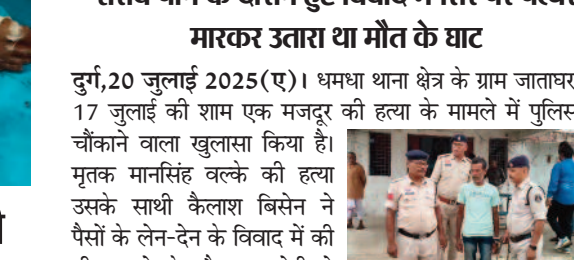 मारकर उतारा था मौत के घाट
दुर्ग,20 जुलाई 2025(ए)। धमधा थाना क्षेत्र के ग्राम जाताघर
17 जुलाई की शाम एक मजदूर की हत्या के मामले में पुलिस
चौंकाने वाला खुलासा किया है।
मृतक मानसिंह वल्के की हत्या
उसके साथी कैलाश बिसेन ने
पैसों के लेन-देन के विवाद में की